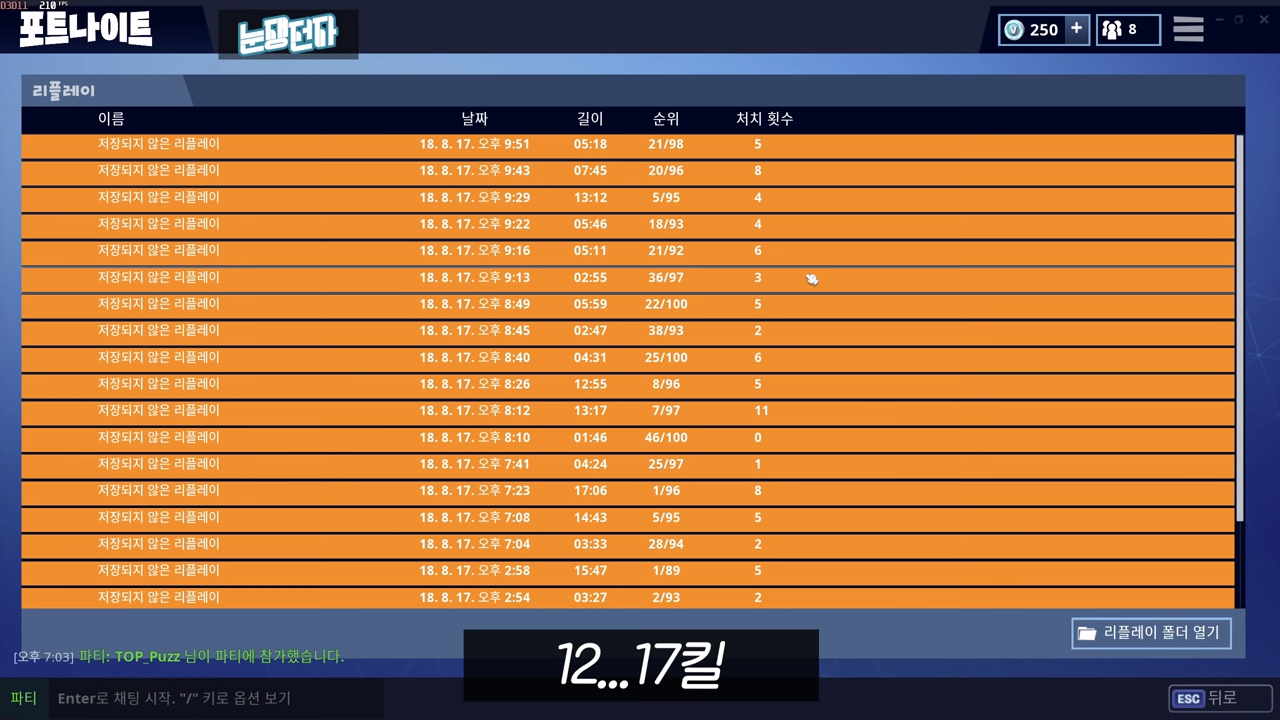 D3D11 210 FPS
포트나이트
눈맹전자
250 +
8
리플레이
이름 날짜 길이 순위 처치 횟수
저장되지 않은 리플레이 18. 8. 17. 오후 9:51 05:18 21/98 5
저장되지 않은 리플레이 18. 8. 17. 오후 9:43 07:45 20/96 8
저장되지 않은 리플레이 18. 8. 17. 오후 9:29 13:12 5/95 4
저장되지 않은 리플레이 18. 8. 17. 오후 9:22 05:46 18/93 4
저장되지 않은 리플레이 18. 8. 17. 오후 9:16 05:11 21/92 6
저장되지 않은 리플레이 18. 8. 17. 오후 9:13 02:55 36/97 3
저장되지 않은 리플레이 18. 8. 17. 오후 8:49 05:59 22/100 5
저장되지 않은 리플레이 18. 8. 17. 오후 8:45 02:47 38/93 2
저장되지 않은 리플레이 18. 8. 17. 오후 8:40 04:31 25/100 6
저장되지 않은 리플레이 18. 8. 17. 오후 8:26 12:55 8/96 5
저장되지 않은 리플레이 18. 8. 17. 오후 8:12 13:17 7/97 11
저장되지 않은 리플레이 18. 8. 17. 오후 8:10 01:46 46/100 0
저장되지 않은 리플레이 18. 8. 17. 오후 7:41 04:24 25/97 1
저장되지 않은 리플레이 18. 8. 17. 오후 7:23 17:06 1/96 8
저장되지 않은 리플레이 18. 8. 17. 오후 7:08 14:43 5/95 5
저장되지 않은 리플레이 18. 8. 17. 오후 7:04 03:33 28/94 2
저장되지 않은 리플레이 18. 8. 17. 오후 2:58 15:47 1/89 5
저장되지 않은 리플레이 18. 8. 17. 오후 2:54 03:27 2/93 2
리플레이 폴더 열기
[오후 7:03] 파티: TOP_Puzz 님이 파티에 참가했습니다.
12...17킬
파티 Enter로 채팅 시작. "/" 키로 옵션 보기
ESC 뒤로